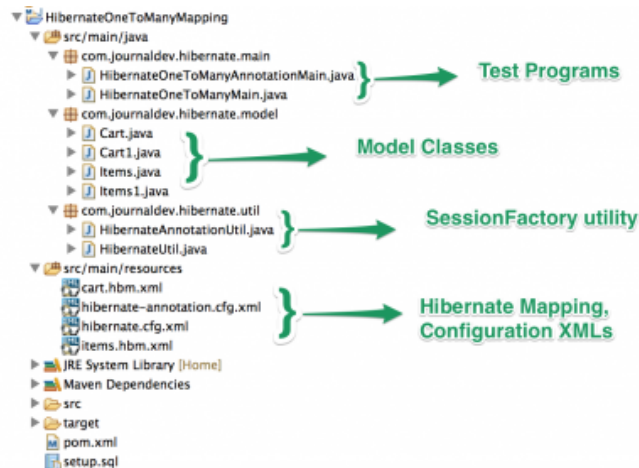 HibernateOneToManyMapping
src/main/java
com.journaldev.hibernate.main
HibernateOneToManyAnnotationMain.java
HibernateOneToManyMain.java
Test Programs
com.journaldev.hibernate.model
Cart.java
Cart1.java
Items.java
Items1.java
Model Classes
com.journaldev.hibernate.util
HibernateAnnotationUtil.java
HibernateUtil.java
SessionFactory utility
src/main/resources
cart.hbm.xml
hibernate-annotation.cfg.xml
hibernate.cfg.xml
items.hbm.xml
Hibernate Mapping,
Configuration XMLs
JRE System Library [Home]
Maven Dependencies
src
target
pom.xml
setup.sql